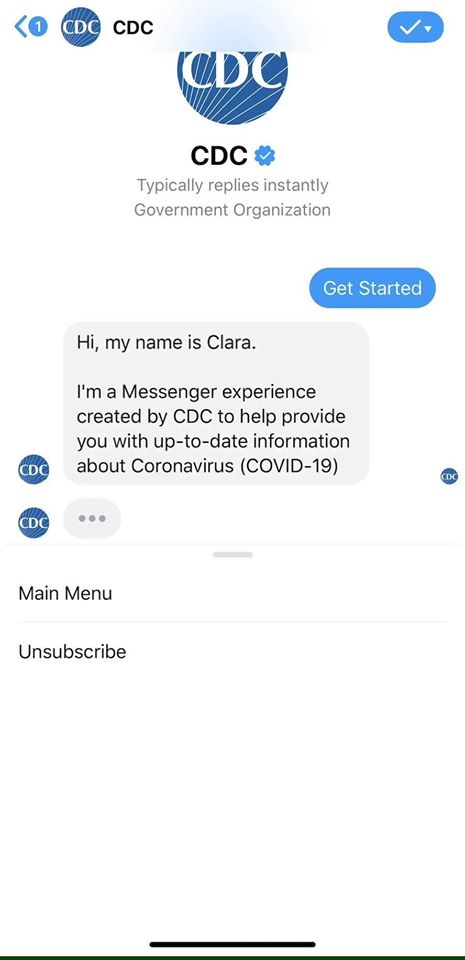 1 CDC CDC
CDC
CDC
Typically replies instantly
Government Organization
Get Started
Hi, my name is Clara.
I'm a Messenger experience
created by CDC to help provide
you with up-to-date information
about Coronavirus (COVID-19)
CDC
CDC
CDC
Main Menu
Unsubscribe